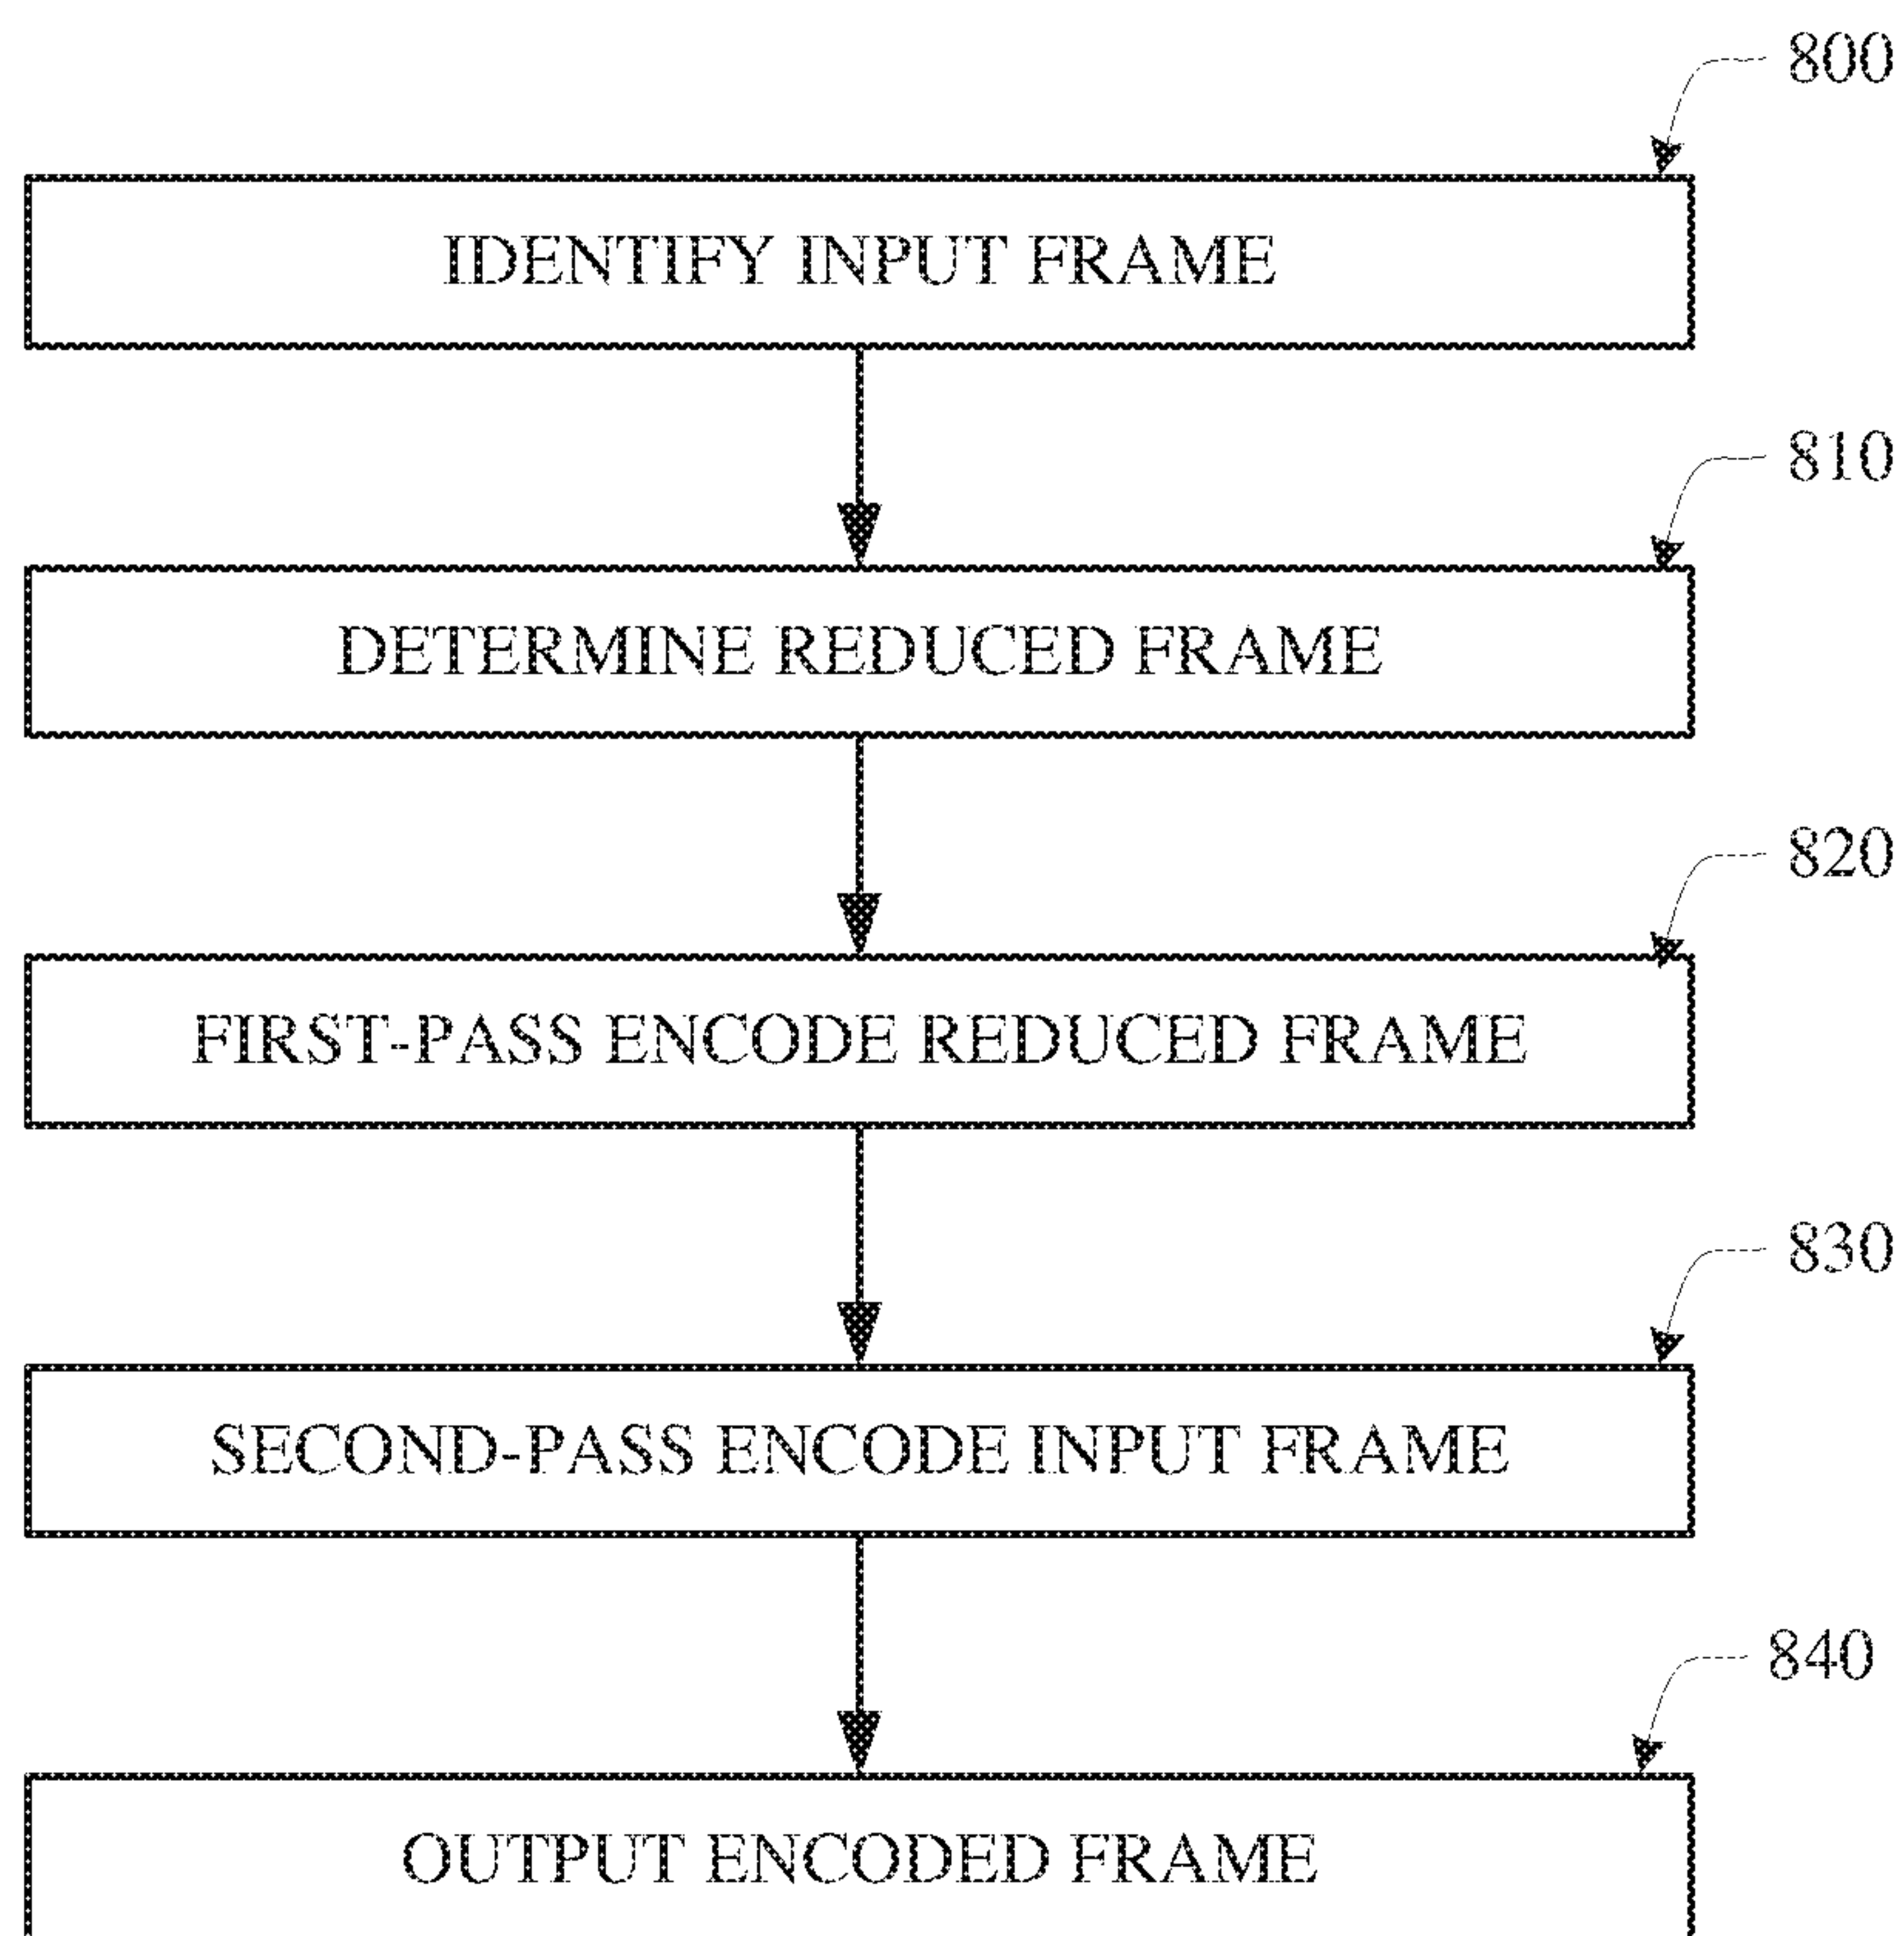 800
IDENTIFY INPUT FRAME
810
DETERMINE REDUCED FRAME
820
FIRST-PASS ENCODE REDUCED FRAME
830
SECOND-PASS ENCODE INPUT FRAME
840
OUTPUT ENCODED FRAME